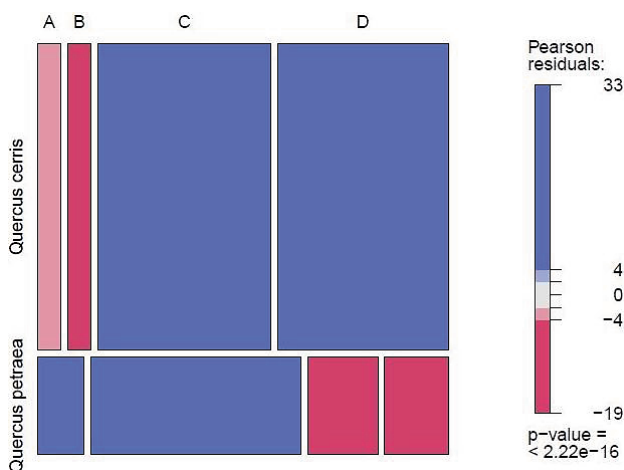 A B C D
Quercus cerris
Quercus petraea
Pearson
residuals:
33
4
0
−4
−19
p−value =
< 2.22e−16